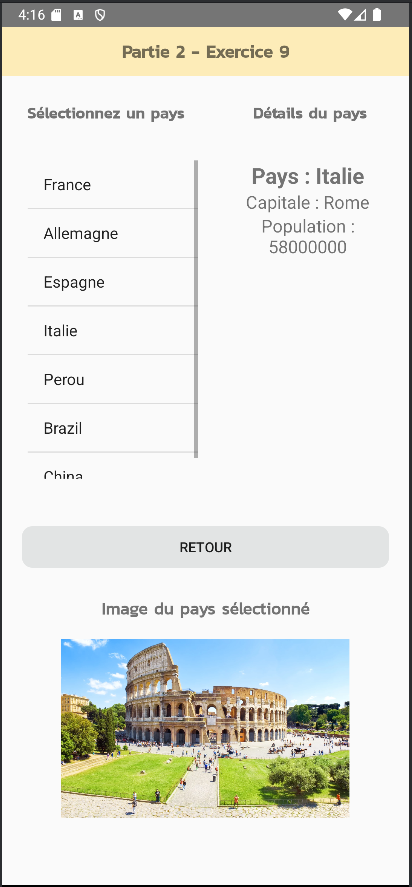 4:16
Partie 2 - Exercice 9
Sélectionnez un pays
Détails du pays
France
Allemagne
Espagne
Italie
Perou
Brazil
China
Pays : Italie
Capitale : Rome
Population :
58000000
RETOUR
Image du pays sélectionné